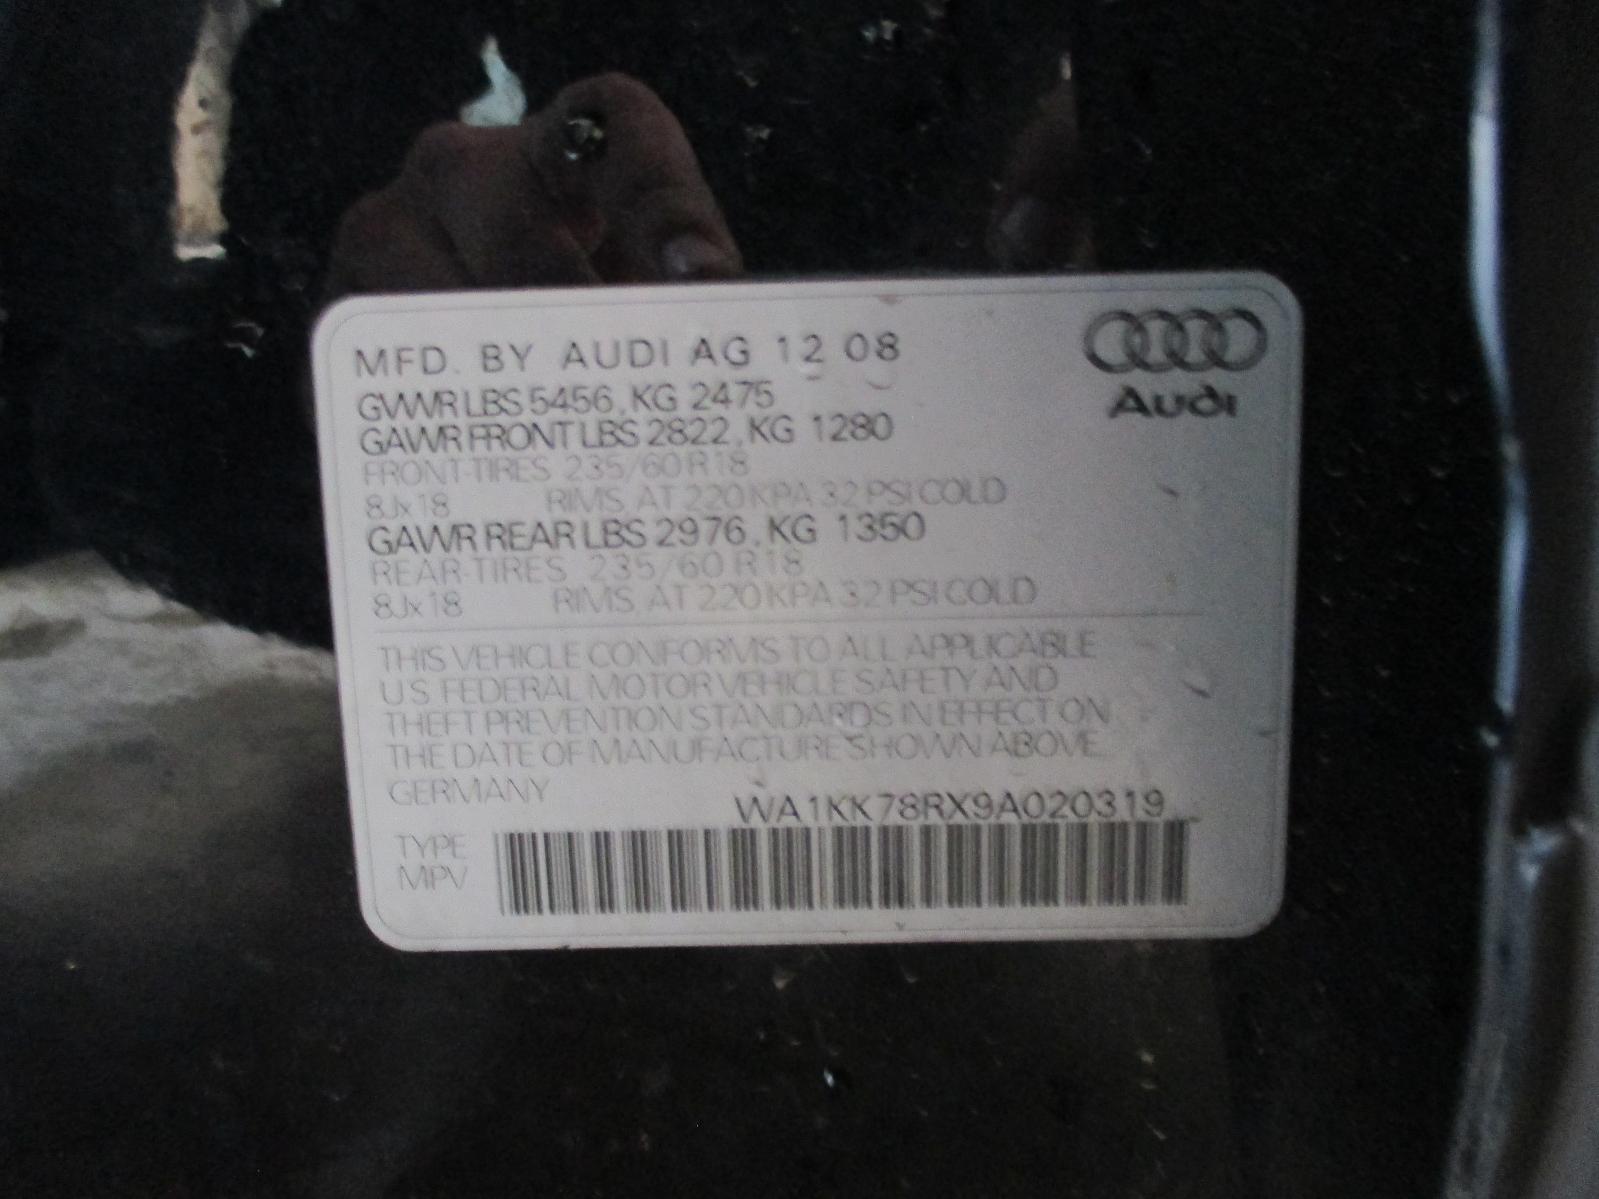 MFD. BY AUDI AG 12 08
Audi
GVWR LBS 5456, KG 2475
GAWR FRONT LBS 2822, KG 1280
FRONT-TIRES 235/60 R18
8Jx18 RIMS AT 220 KPA 32 PSI COLD
GAWR REAR LBS 2976, KG 1350
REAR-TIRES 235/60 R18
8Jx18 RIMS AT 220 KPA 32 PSI COLD
THIS VEHICLE CONFORMS TO ALL APPLICABLE
US FEDERAL MOTOR VEHICLE SAFETY AND
THEFT PREVENTION STANDARDS IN EFFECT ON
THE DATE OF MANUFACTURE SHOWN ABOVE
GERMANY
WA1KK78RX9A020319
TYPE
MPV